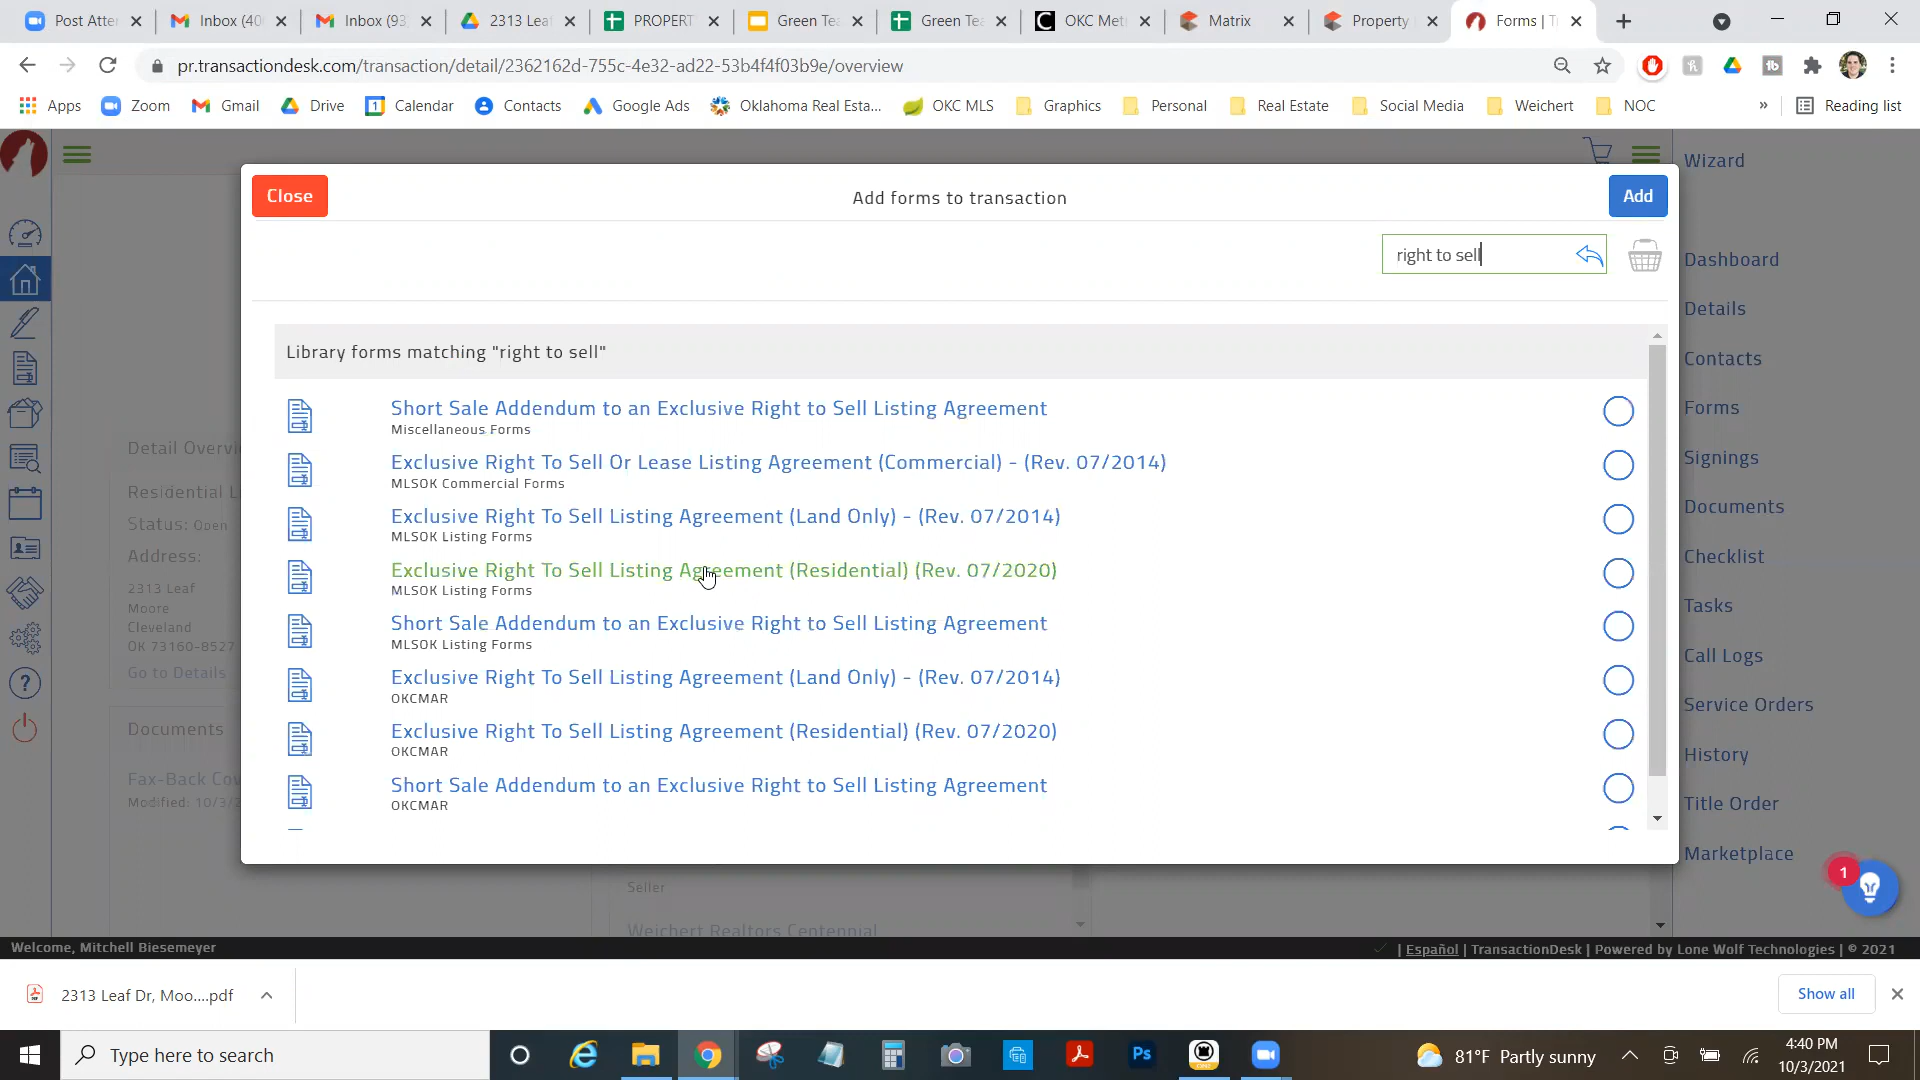 Post Atter
Inbox (40
Inbox (93
2313 Leaf
PROPERT
Green Tea
Green Tea
OKC Met
Matrix
Property
Forms | T
pr.transactiondesk.com/transaction/detail/2362162d-755c-4e32-ad22-53b4f4f03b9e/overview
Apps
Zoom
Gmail
Drive
Calendar
Contacts
Google Ads
Oklahoma Real Esta...
OKC MLS
Graphics
Personal
Real Estate
Social Media
Weichert
NOC
»
Reading list
Close
Add forms to transaction
Add
right to sell
Library forms matching "right to sell"
Short Sale Addendum to an Exclusive Right to Sell Listing Agreement
Miscellaneous Forms
Exclusive Right To Sell Or Lease Listing Agreement (Commercial) - (Rev. 07/2014)
MLSOK Commercial Forms
Exclusive Right To Sell Listing Agreement (Land Only) - (Rev. 07/2014)
MLSOK Listing Forms
Exclusive Right To Sell Listing Agreement (Residential) (Rev. 07/2020)
MLSOK Listing Forms
Short Sale Addendum to an Exclusive Right to Sell Listing Agreement
MLSOK Listing Forms
Exclusive Right To Sell Listing Agreement (Land Only) - (Rev. 07/2014)
OKCMAR
Exclusive Right To Sell Listing Agreement (Residential) (Rev. 07/2020)
OKCMAR
Short Sale Addendum to an Exclusive Right to Sell Listing Agreement
OKCMAR
Detail Overvi
Residential Li
Status: Open
Address:
2313 Leaf
Moore
Cleveland
OK 73160-8527
Go to Details
Documents
Fax-Back Cov
Modified: 10/3/2
Seller
Weichert Realtors Centennial
Wizard
Dashboard
Details
Contacts
Forms
Signings
Documents
Checklist
Tasks
Call Logs
Service Orders
History
Title Order
Marketplace
1
Welcome, Mitchell Biesemeyer
| Español | TransactionDesk | Powered by Lone Wolf Technologies | © 2021
2313 Leaf Dr, Moo....pdf
Show all
Type here to search
81°F Partly sunny
4:40 PM
10/3/2021